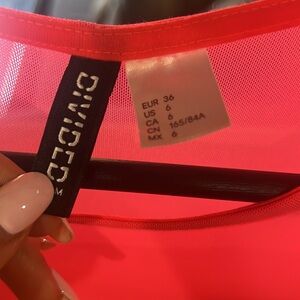 DIVIDED
EUR 36
US 6
CA 6
CN 165/84A
MX 6